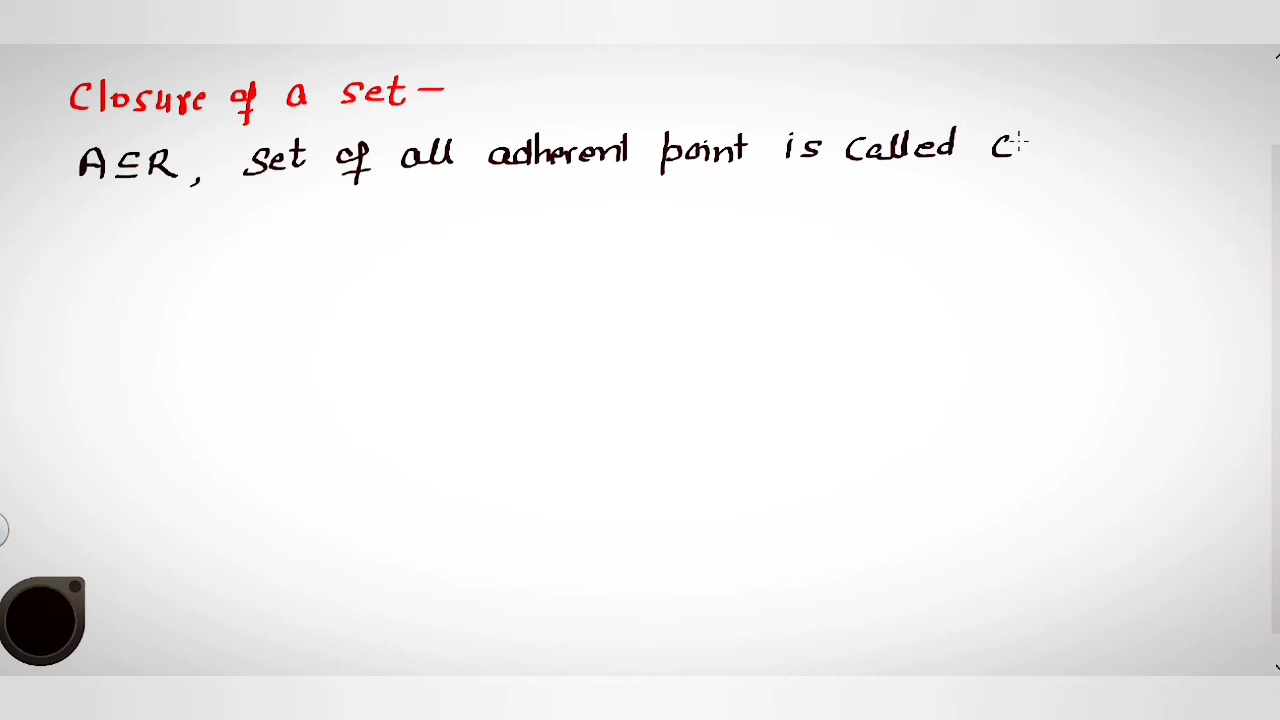 Closure of a set -
A⊆R, set of all adherent point is called c